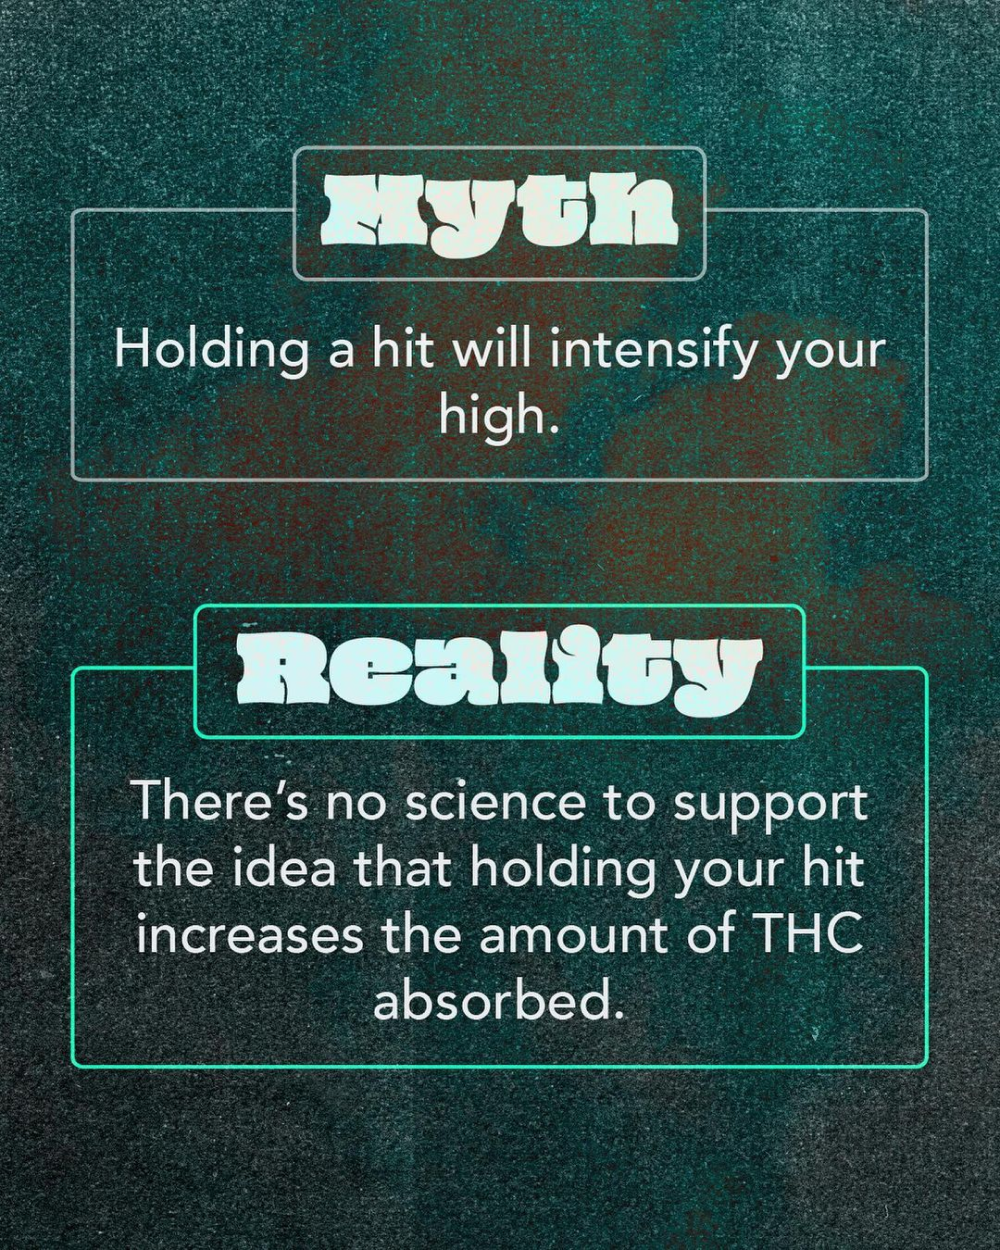 Myth
Holding a hit will intensify your
high.
Reality
There’s no science to support
the idea that holding your hit
increases the amount of THC
absorbed.